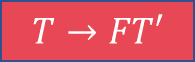 T → FT′